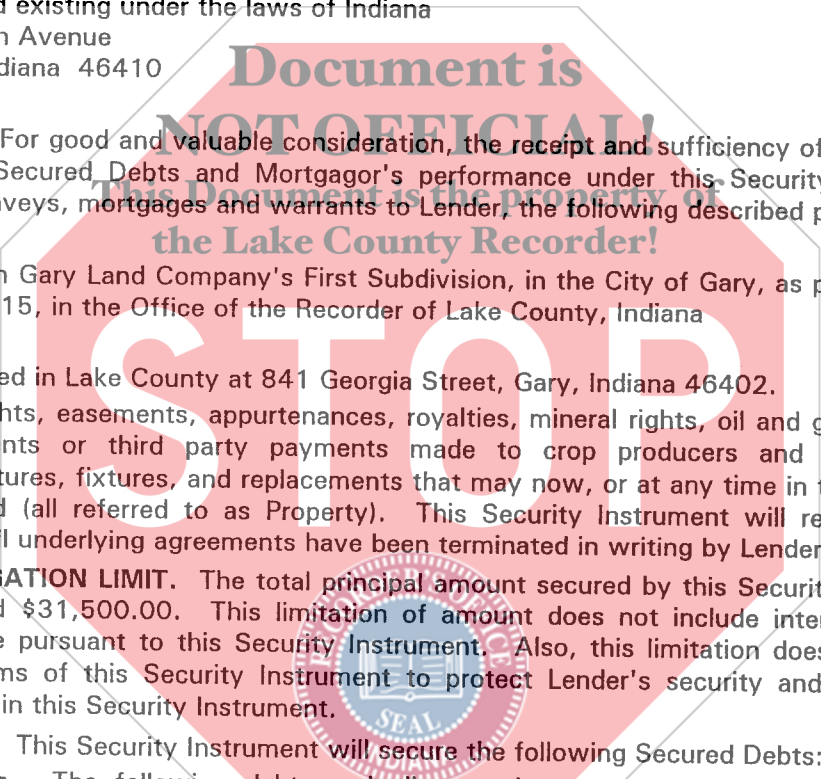 d existing under the laws of Indiana
n Avenue
diana 46410
Document is
NOT OFFICIAL!
For good and valuable consideration, the receipt and sufficiency of
Secured Debts and Mortgagor's performance under this Security
This Document is the property of
veys, mortgages and warrants to Lender, the following described p
the Lake County Recorder!
n Gary Land Company's First Subdivision, in the City of Gary, as p
15, in the Office of the Recorder of Lake County, Indiana
STOP
ed in Lake County at 841 Georgia Street, Gary, Indiana 46402.
hts, easements, appurtenances, royalties, mineral rights, oil and g
nts or third party payments made to crop producers and
tures, fixtures, and replacements that may now, or at any time in t
d (all referred to as Property). This Security Instrument will re
l underlying agreements have been terminated in writing by Lender
GATION LIMIT. The total principal amount secured by this Securit
d $31,500.00. This limitation of amount does not include inte
e pursuant to this Security Instrument. Also, this limitation does
ms of this Security Instrument to protect Lender's security and
in this Security Instrument.
SEAL
This Security Instrument will secure the following Secured Debts: